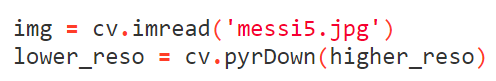 img = cv.imread('messi5.jpg')
lower_reso = cv.pyrDown(higher_reso)